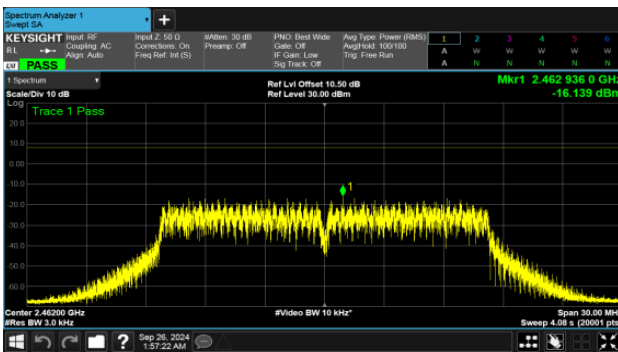 Spectrum Analyzer 1
Swept SA
KEYSIGHT Input: RF Input Z: 50 Ω #Atten: 30 dB PNO: Best Wide Avg Type: Power (RMS) 1 2 3 4 5 6
RL Coupling: AC Corrections: On Preamp: Off Gate: Off Avg|Hold: 100/100 A W W W W W
Align: Auto Freq Ref: Int (S) IF Gain: Low Trig: Free Run
LXI PASS Sig Track: Off A N N N N N
1 Spectrum Ref Lvl Offset 10.50 dB Mkr1 2.462 936 0 GHz
Scale/Div 10 dB Ref Level 30.00 dBm -16.139 dBm
Log Trace 1 Pass
20.0
10.0
0.00
-10.0
1
-20.0
-30.0
-40.0
-50.0
-60.0
Center 2.46200 GHz #Video BW 10 kHz* Span 30.00 MH
#Res BW 3.0 kHz Sweep 4.08 s (20001 pts
? Sep 26, 2024
1:57:22 AM